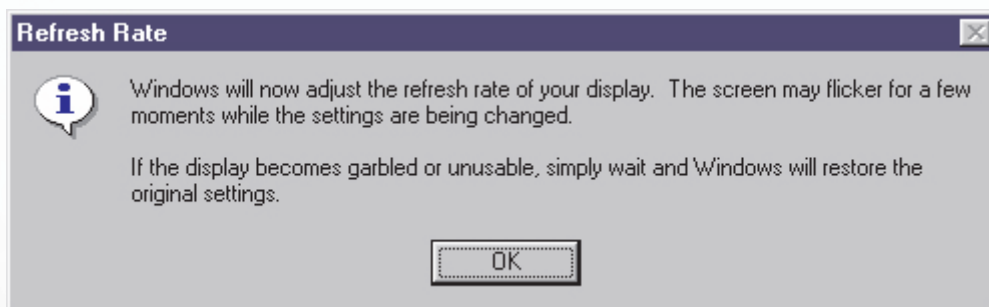 Refresh Rate
Windows will now adjust the refresh rate of your display.  The screen may flicker for a few
moments while the settings are being changed.
If the display becomes garbled or unusable, simply wait and Windows will restore the
original settings.
OK